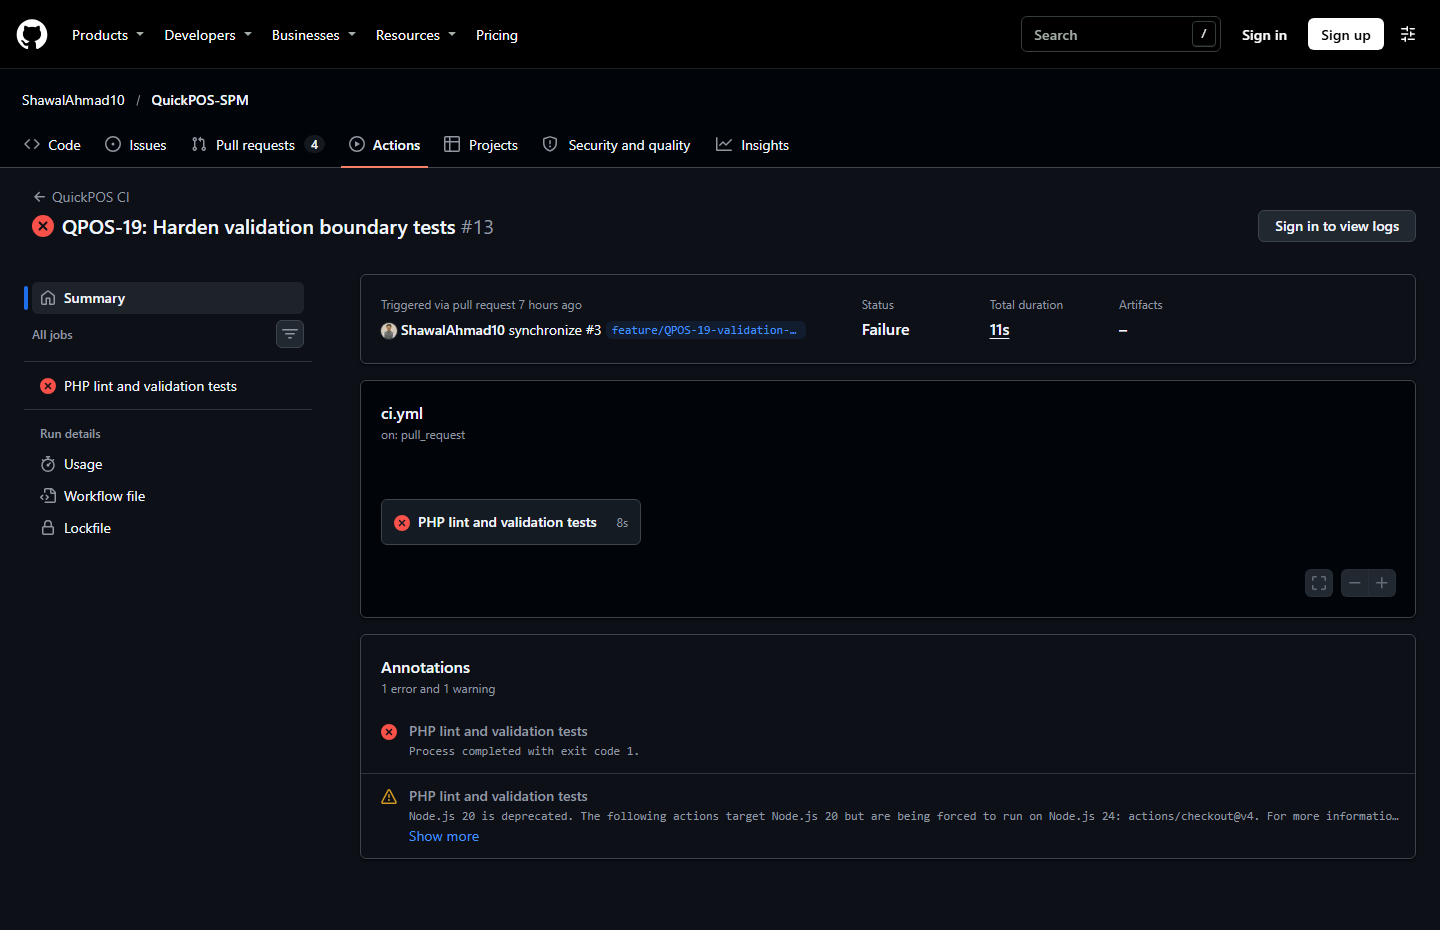 Products Developers Businesses Resources Pricing Search / Sign in Sign up
ShawalAhmad10 / QuickPOS-SPM
Code Issues Pull requests 4 Actions Projects Security and quality Insights
QuickPOS CI
QPOS-19: Harden validation boundary tests #13
Sign in to view logs
Summary
All jobs
PHP lint and validation tests
Run details
Usage
Workflow file
Lockfile
Triggered via pull request 7 hours ago
ShawalAhmad10 synchronize #3 feature/QPOS-19-validation-…
Status
Failure
Total duration
11s
Artifacts
–
ci.yml
on: pull_request
PHP lint and validation tests 8s
Annotations
1 error and 1 warning
PHP lint and validation tests
Process completed with exit code 1.
PHP lint and validation tests
Node.js 20 is deprecated. The following actions target Node.js 20 but are being forced to run on Node.js 24: actions/checkout@v4. For more informatio…
Show more